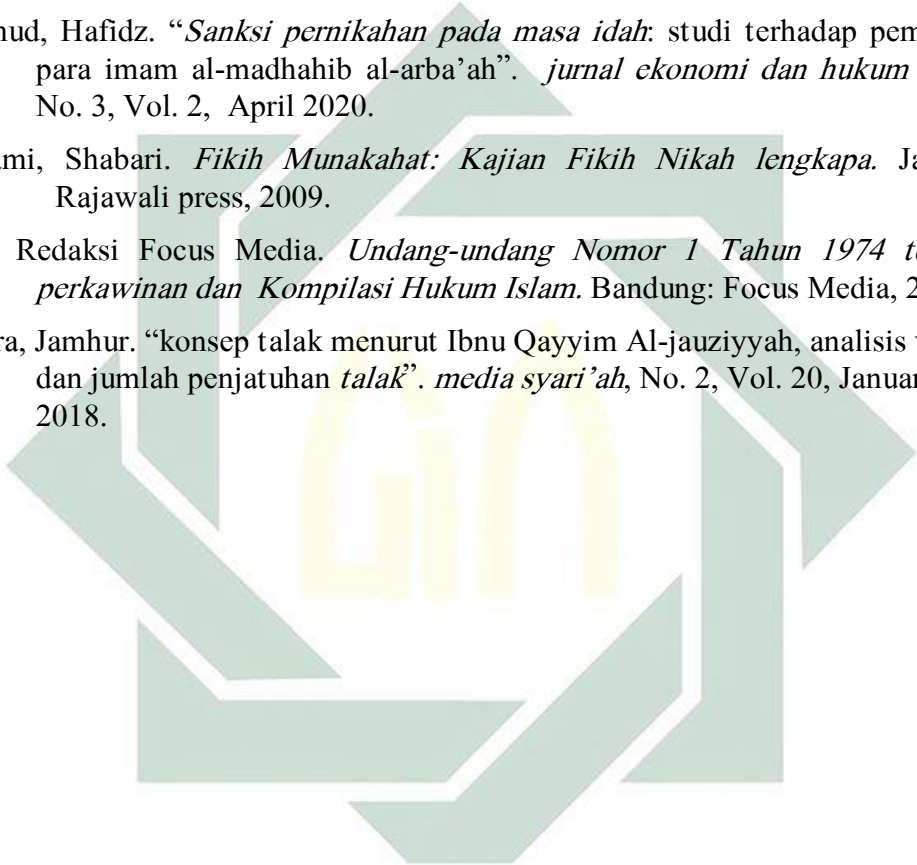 nud, Hafidz. “Sanksi pernikahan pada masa idah: studi terhadap pem
para imam al-madhahib al-arba’ah”. jurnal ekonomi dan hukum
No. 3, Vol. 2, April 2020.
ami, Shabari. Fikih Munakahat: Kajian Fikih Nikah lengkapa. Ja
Rajawali press, 2009.
Redaksi Focus Media. Undang-undang Nomor 1 Tahun 1974 te
perkawinan dan Kompilasi Hukum Islam. Bandung: Focus Media, 2
ra, Jamhur. “konsep talak menurut Ibnu Qayyim Al-jauziyyah, analisis
dan jumlah penjatuhan talak”. media syari’ah, No. 2, Vol. 20, Januar
2018.